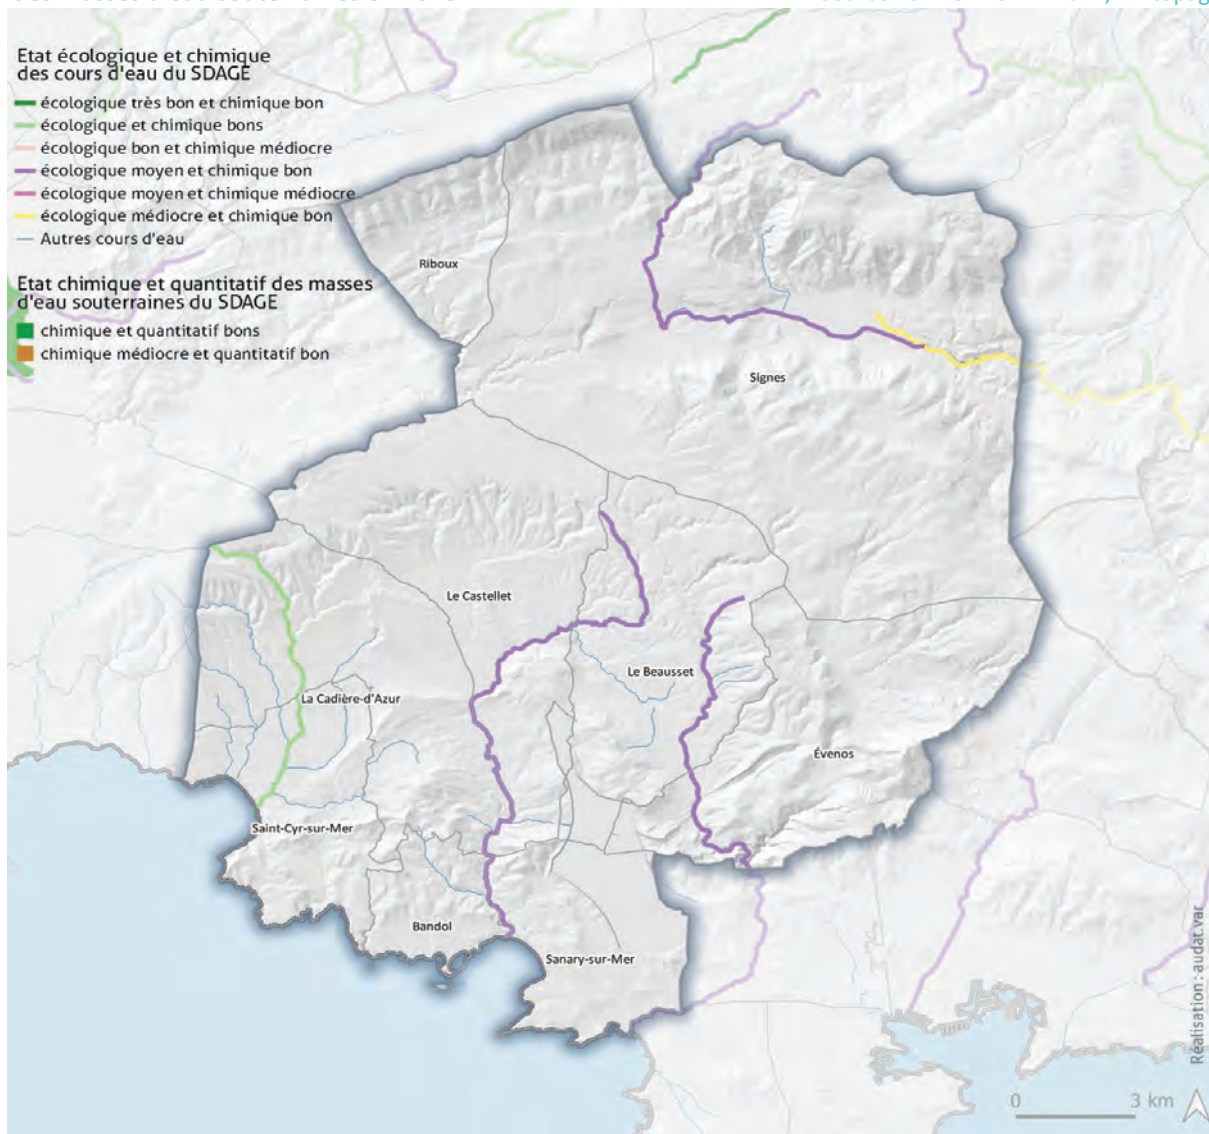 Etat écologique et chimique
des cours d'eau du SDAGE
écologique très bon et chimique bon
écologique et chimique bons
écologique bon et chimique médiocre
écologique moyen et chimique bon
écologique moyen et chimique médiocre
écologique médiocre et chimique bon
Autres cours d'eau
Etat chimique et quantitatif des masses
d'eau souterraines du SDAGE
chimique et quantitatif bons
chimique médiocre et quantitatif bon
Riboux
Signes
Le Castellet
Le Beausset
La Cadière-d'Azur
Évenos
Saint-Cyr-sur-Mer
Bandol
Sanary-sur-Mer
Réalisation : audat.var
0 3 km